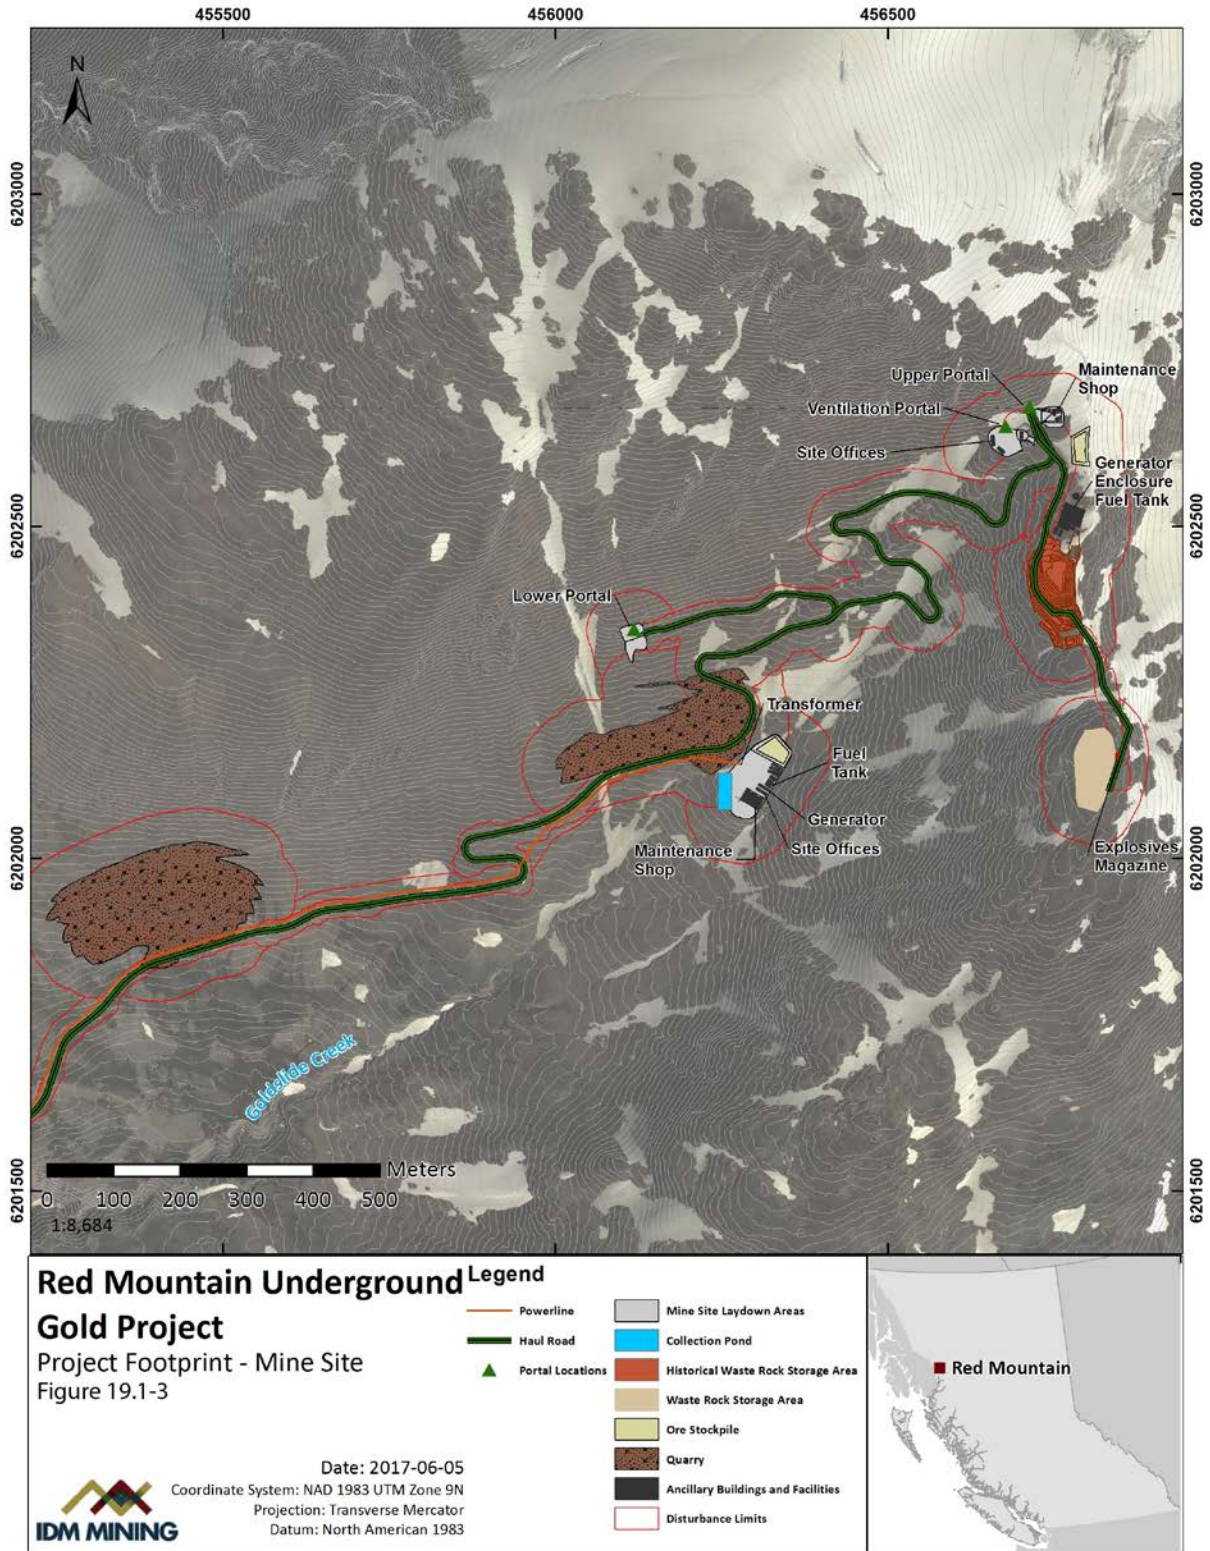 455500
456000
456500
N
6203000
6203000
Upper Portal
Maintenance
Shop
Ventilation Portal
Site Offices
Generator
Enclosure
Fuel Tank
6202500
6202500
Lower Portal
Transformer
Fuel
Tank
Generator
Maintenance
Shop
Site Offices
Explosives
Magazine
6202000
6202000
Goldslide Creek
Meters
0 100 200 300 400 500
1:8,684
6201500
6201500
Red Mountain Underground
Gold Project
Project Footprint - Mine Site
Figure 19.1-3
Date: 2017-06-05
Coordinate System: NAD 1983 UTM Zone 9N
Projection: Transverse Mercator
Datum: North American 1983
IDM MINING
Legend
Powerline
Haul Road
Portal Locations
Mine Site Laydown Areas
Collection Pond
Historical Waste Rock Storage Area
Waste Rock Storage Area
Ore Stockpile
Quarry
Ancillary Buildings and Facilities
Disturbance Limits
Red Mountain